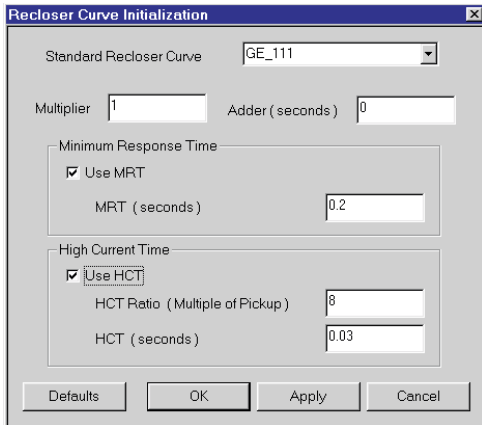 Recloser Curve Initialization
Standard Recloser Curve GE_111
Multiplier 1 Adder ( seconds ) 0
Minimum Response Time
Use MRT
MRT ( seconds ) 0.2
High Current Time
Use HCT
HCT Ratio ( Multiple of Pickup ) 8
HCT ( seconds ) 0.03
Defaults OK Apply Cancel